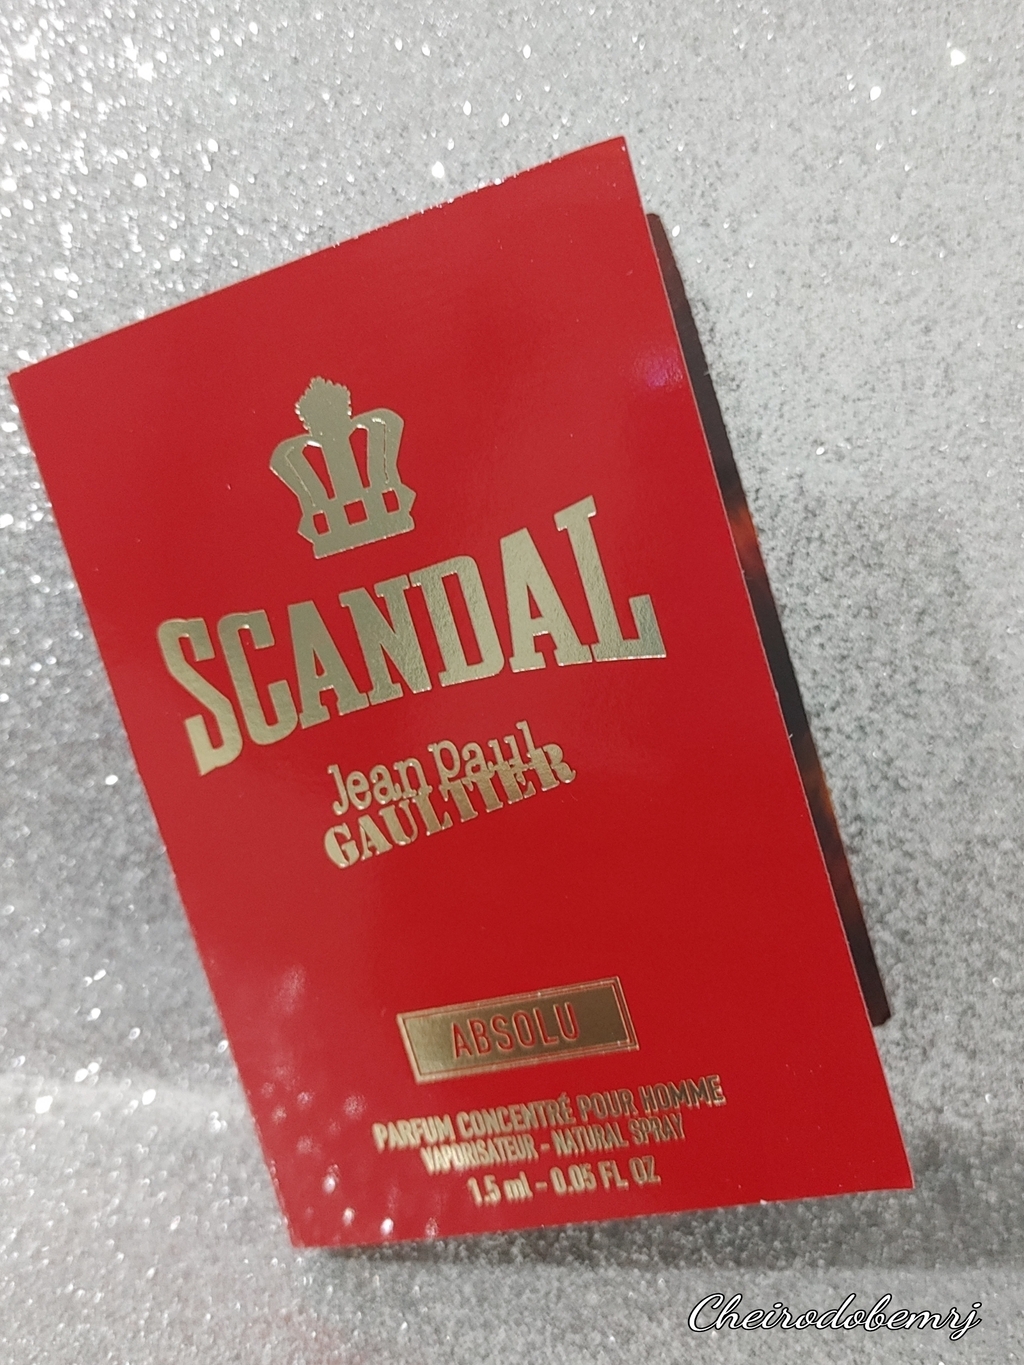 SCANDAL
Jean Paul
GAULTIER
ABSOLU
PARFUM CONCENTRÉ POUR HOMME
VAPORISATEUR - NATURAL SPRAY
1.5 ml - 0.05 FL OZ
Cheirodobemrj